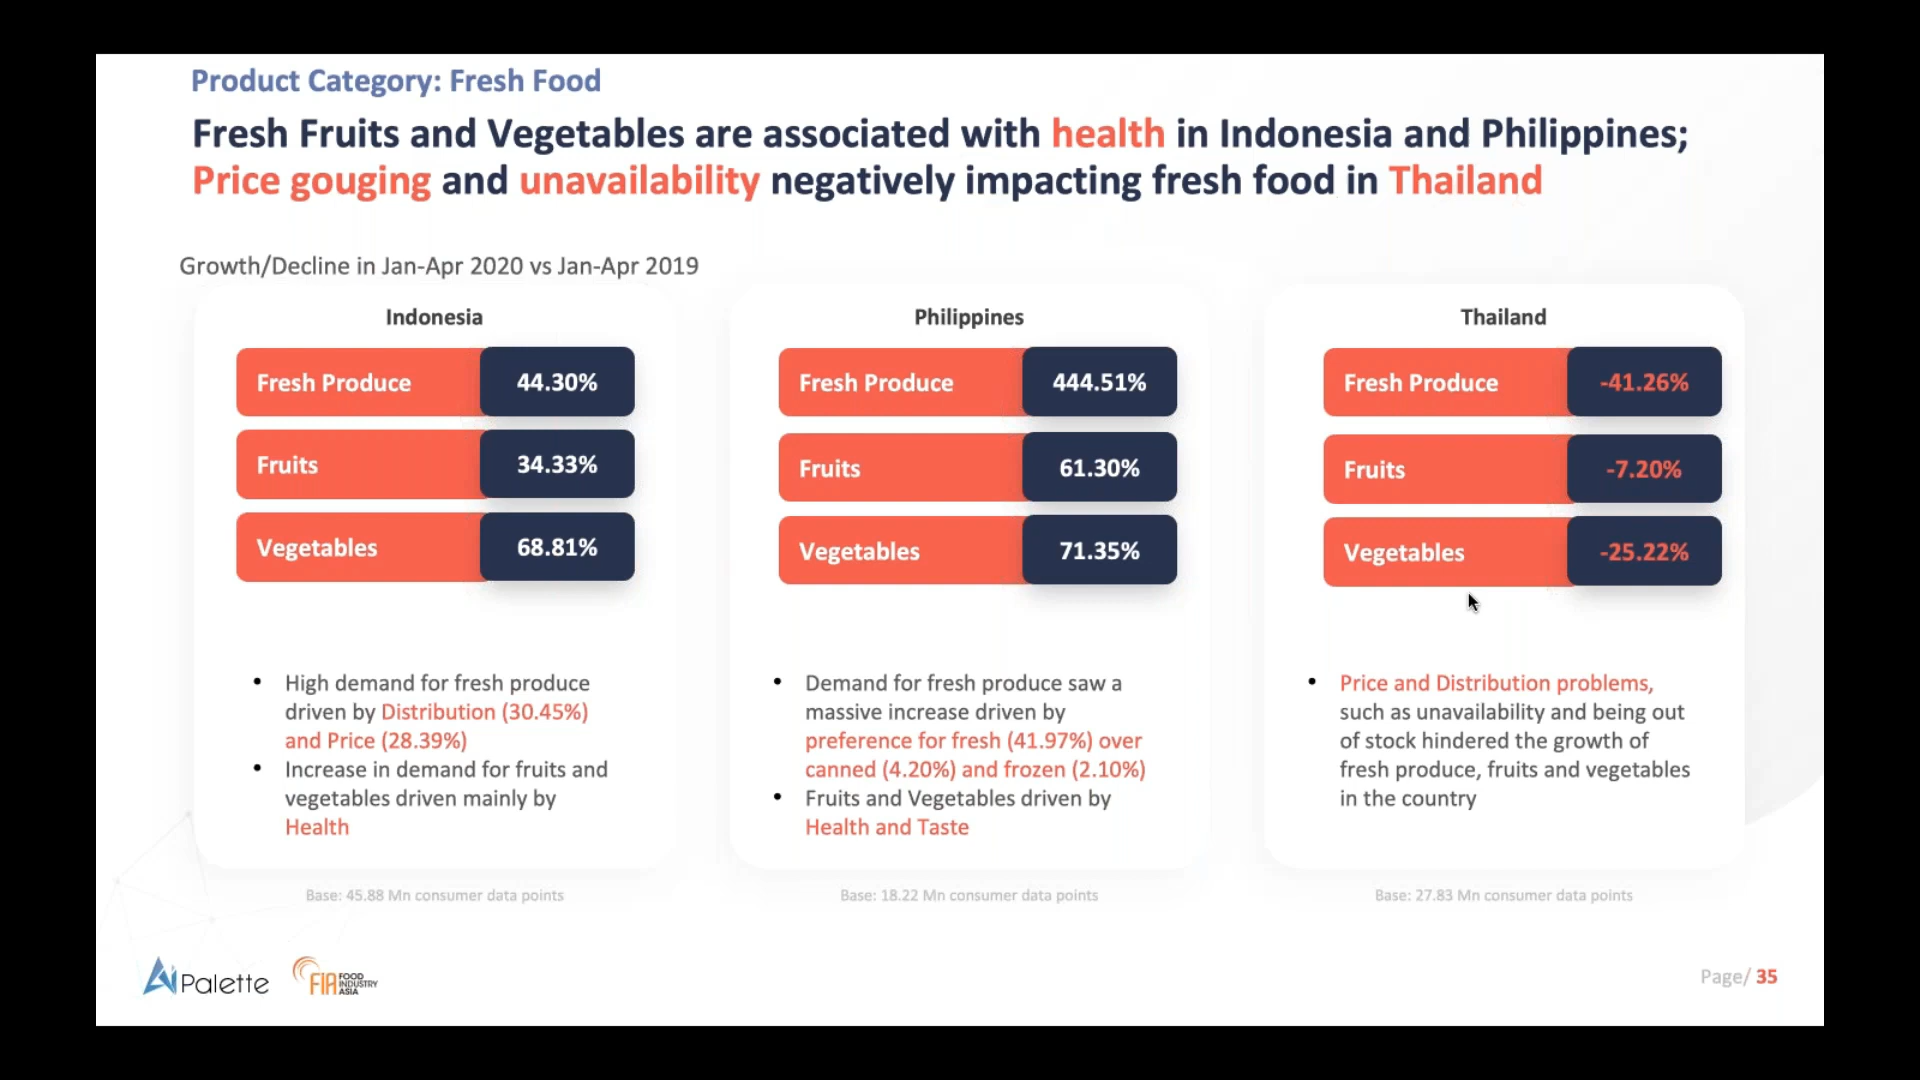 Product Category: Fresh Food
Fresh Fruits and Vegetables are associated with health in Indonesia and Philippines;
Price gouging and unavailability negatively impacting fresh food in Thailand
Growth/Decline in Jan-Apr 2020 vs Jan-Apr 2019
Indonesia
Fresh Produce 44.30%
Fruits 34.33%
Vegetables 68.81%
• High demand for fresh produce
driven by Distribution (30.45%)
and Price (28.39%)
• Increase in demand for fruits and
vegetables driven mainly by
Health
Base: 45.88 Mn consumer data points
Philippines
Fresh Produce 444.51%
Fruits 61.30%
Vegetables 71.35%
• Demand for fresh produce saw a
massive increase driven by
preference for fresh (41.97%) over
canned (4.20%) and frozen (2.10%)
• Fruits and Vegetables driven by
Health and Taste
Base: 18.22 Mn consumer data points
Thailand
Fresh Produce -41.26%
Fruits -7.20%
Vegetables -25.22%
• Price and Distribution problems,
such as unavailability and being out
of stock hindered the growth of
fresh produce, fruits and vegetables
in the country
Base: 27.83 Mn consumer data points
Ai Palette
FIA FOOD
INDUSTRY
ASIA
Page/ 35